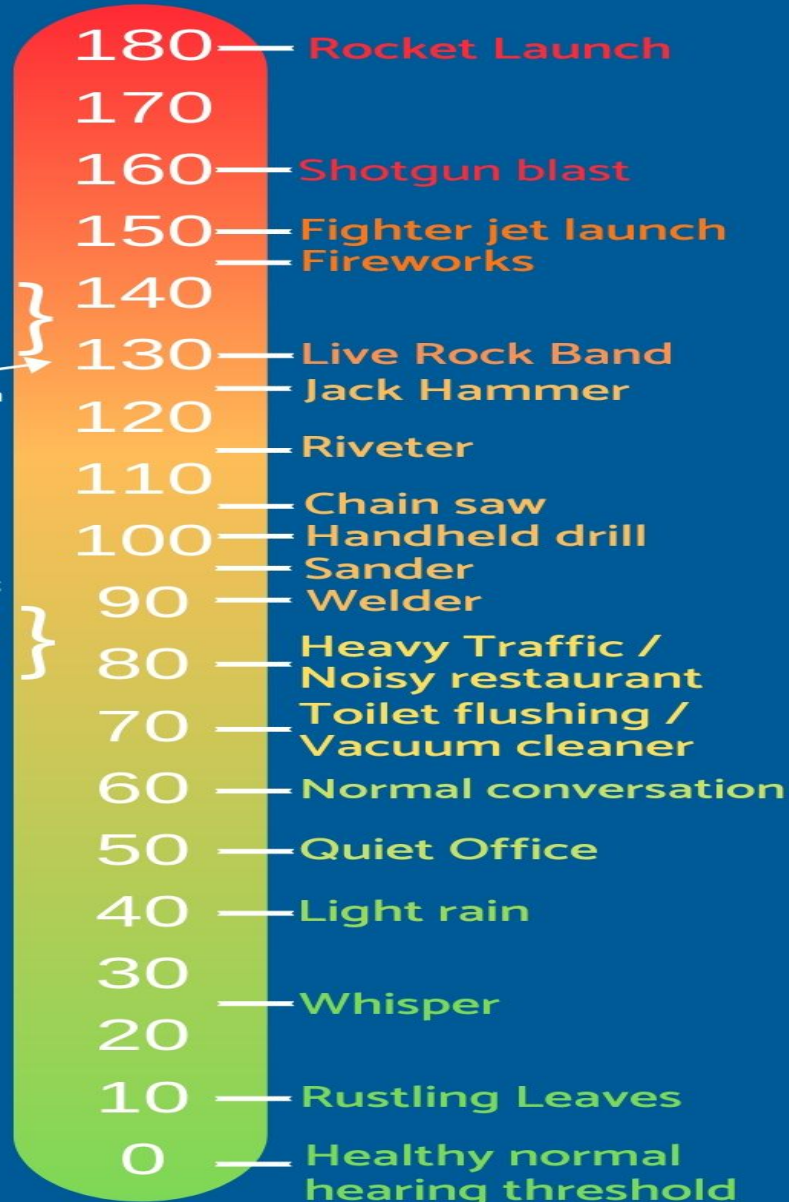 180 Rocket Launch
170
160 Shotgun blast
150 Fighter jet launch
Fireworks
140
130 Live Rock Band
Jack Hammer
120
Riveter
110
Chain saw
100 Handheld drill
Sander
90 Welder
80 Heavy Traffic /
Noisy restaurant
70 Toilet flushing /
Vacuum cleaner
60 Normal conversation
50 Quiet Office
40 Light rain
30
Whisper
20
10 Rustling Leaves
0 Healthy normal
hearing threshold